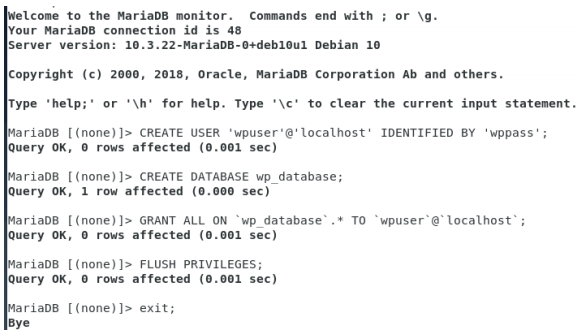 Welcome to the MariaDB monitor.  Commands end with ; or \g.
Your MariaDB connection id is 48
Server version: 10.3.22-MariaDB-0+deb10u1 Debian 10
Copyright (c) 2000, 2018, Oracle, MariaDB Corporation Ab and others.
Type 'help;' or '\h' for help. Type '\c' to clear the current input statement.
MariaDB [(none)]> CREATE USER 'wpuser'@'localhost' IDENTIFIED BY 'wppass';
Query OK, 0 rows affected (0.001 sec)
MariaDB [(none)]> CREATE DATABASE wp_database;
Query OK, 1 row affected (0.000 sec)
MariaDB [(none)]> GRANT ALL ON `wp_database`.* TO `wpuser`@`localhost`;
Query OK, 0 rows affected (0.001 sec)
MariaDB [(none)]> FLUSH PRIVILEGES;
Query OK, 0 rows affected (0.001 sec)
MariaDB [(none)]> exit;
Bye